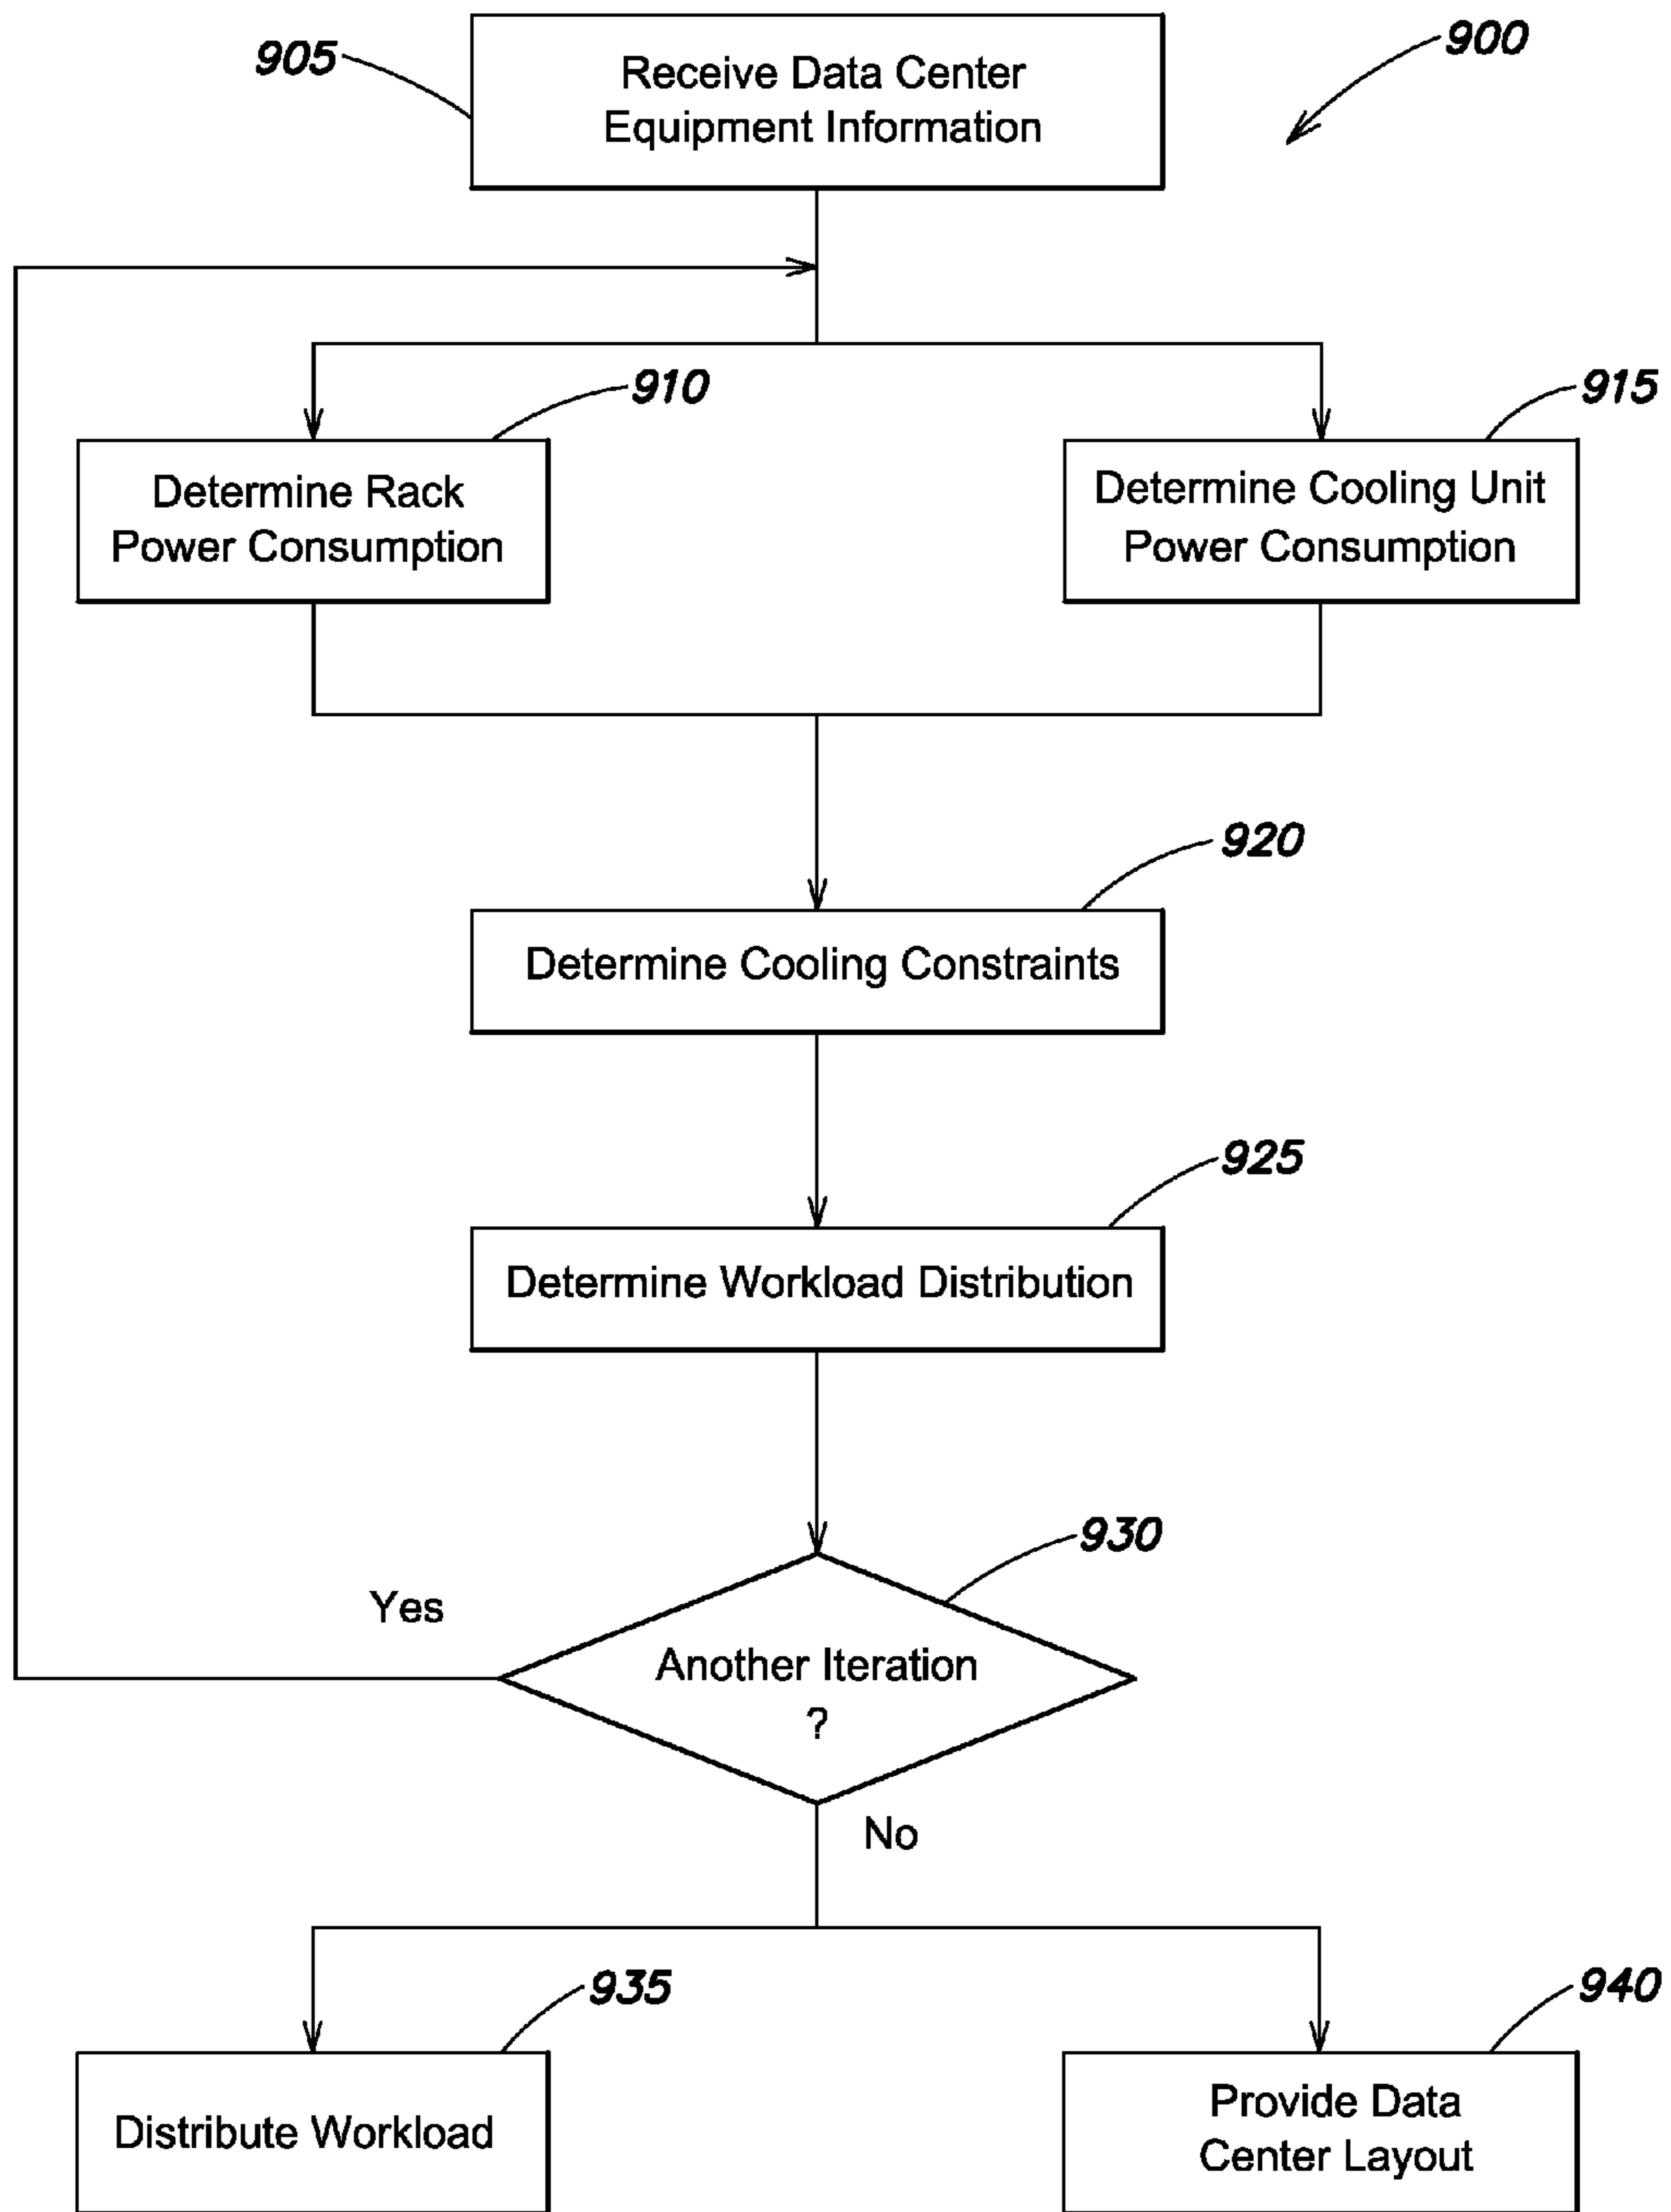 905
Receive Data Center
Equipment Information
900
910
915
Determine Rack
Power Consumption
Determine Cooling Unit
Power Consumption
920
Determine Cooling Constraints
925
Determine Workload Distribution
930
Yes
Another Iteration
?
No
935
940
Distribute Workload
Provide Data
Center Layout